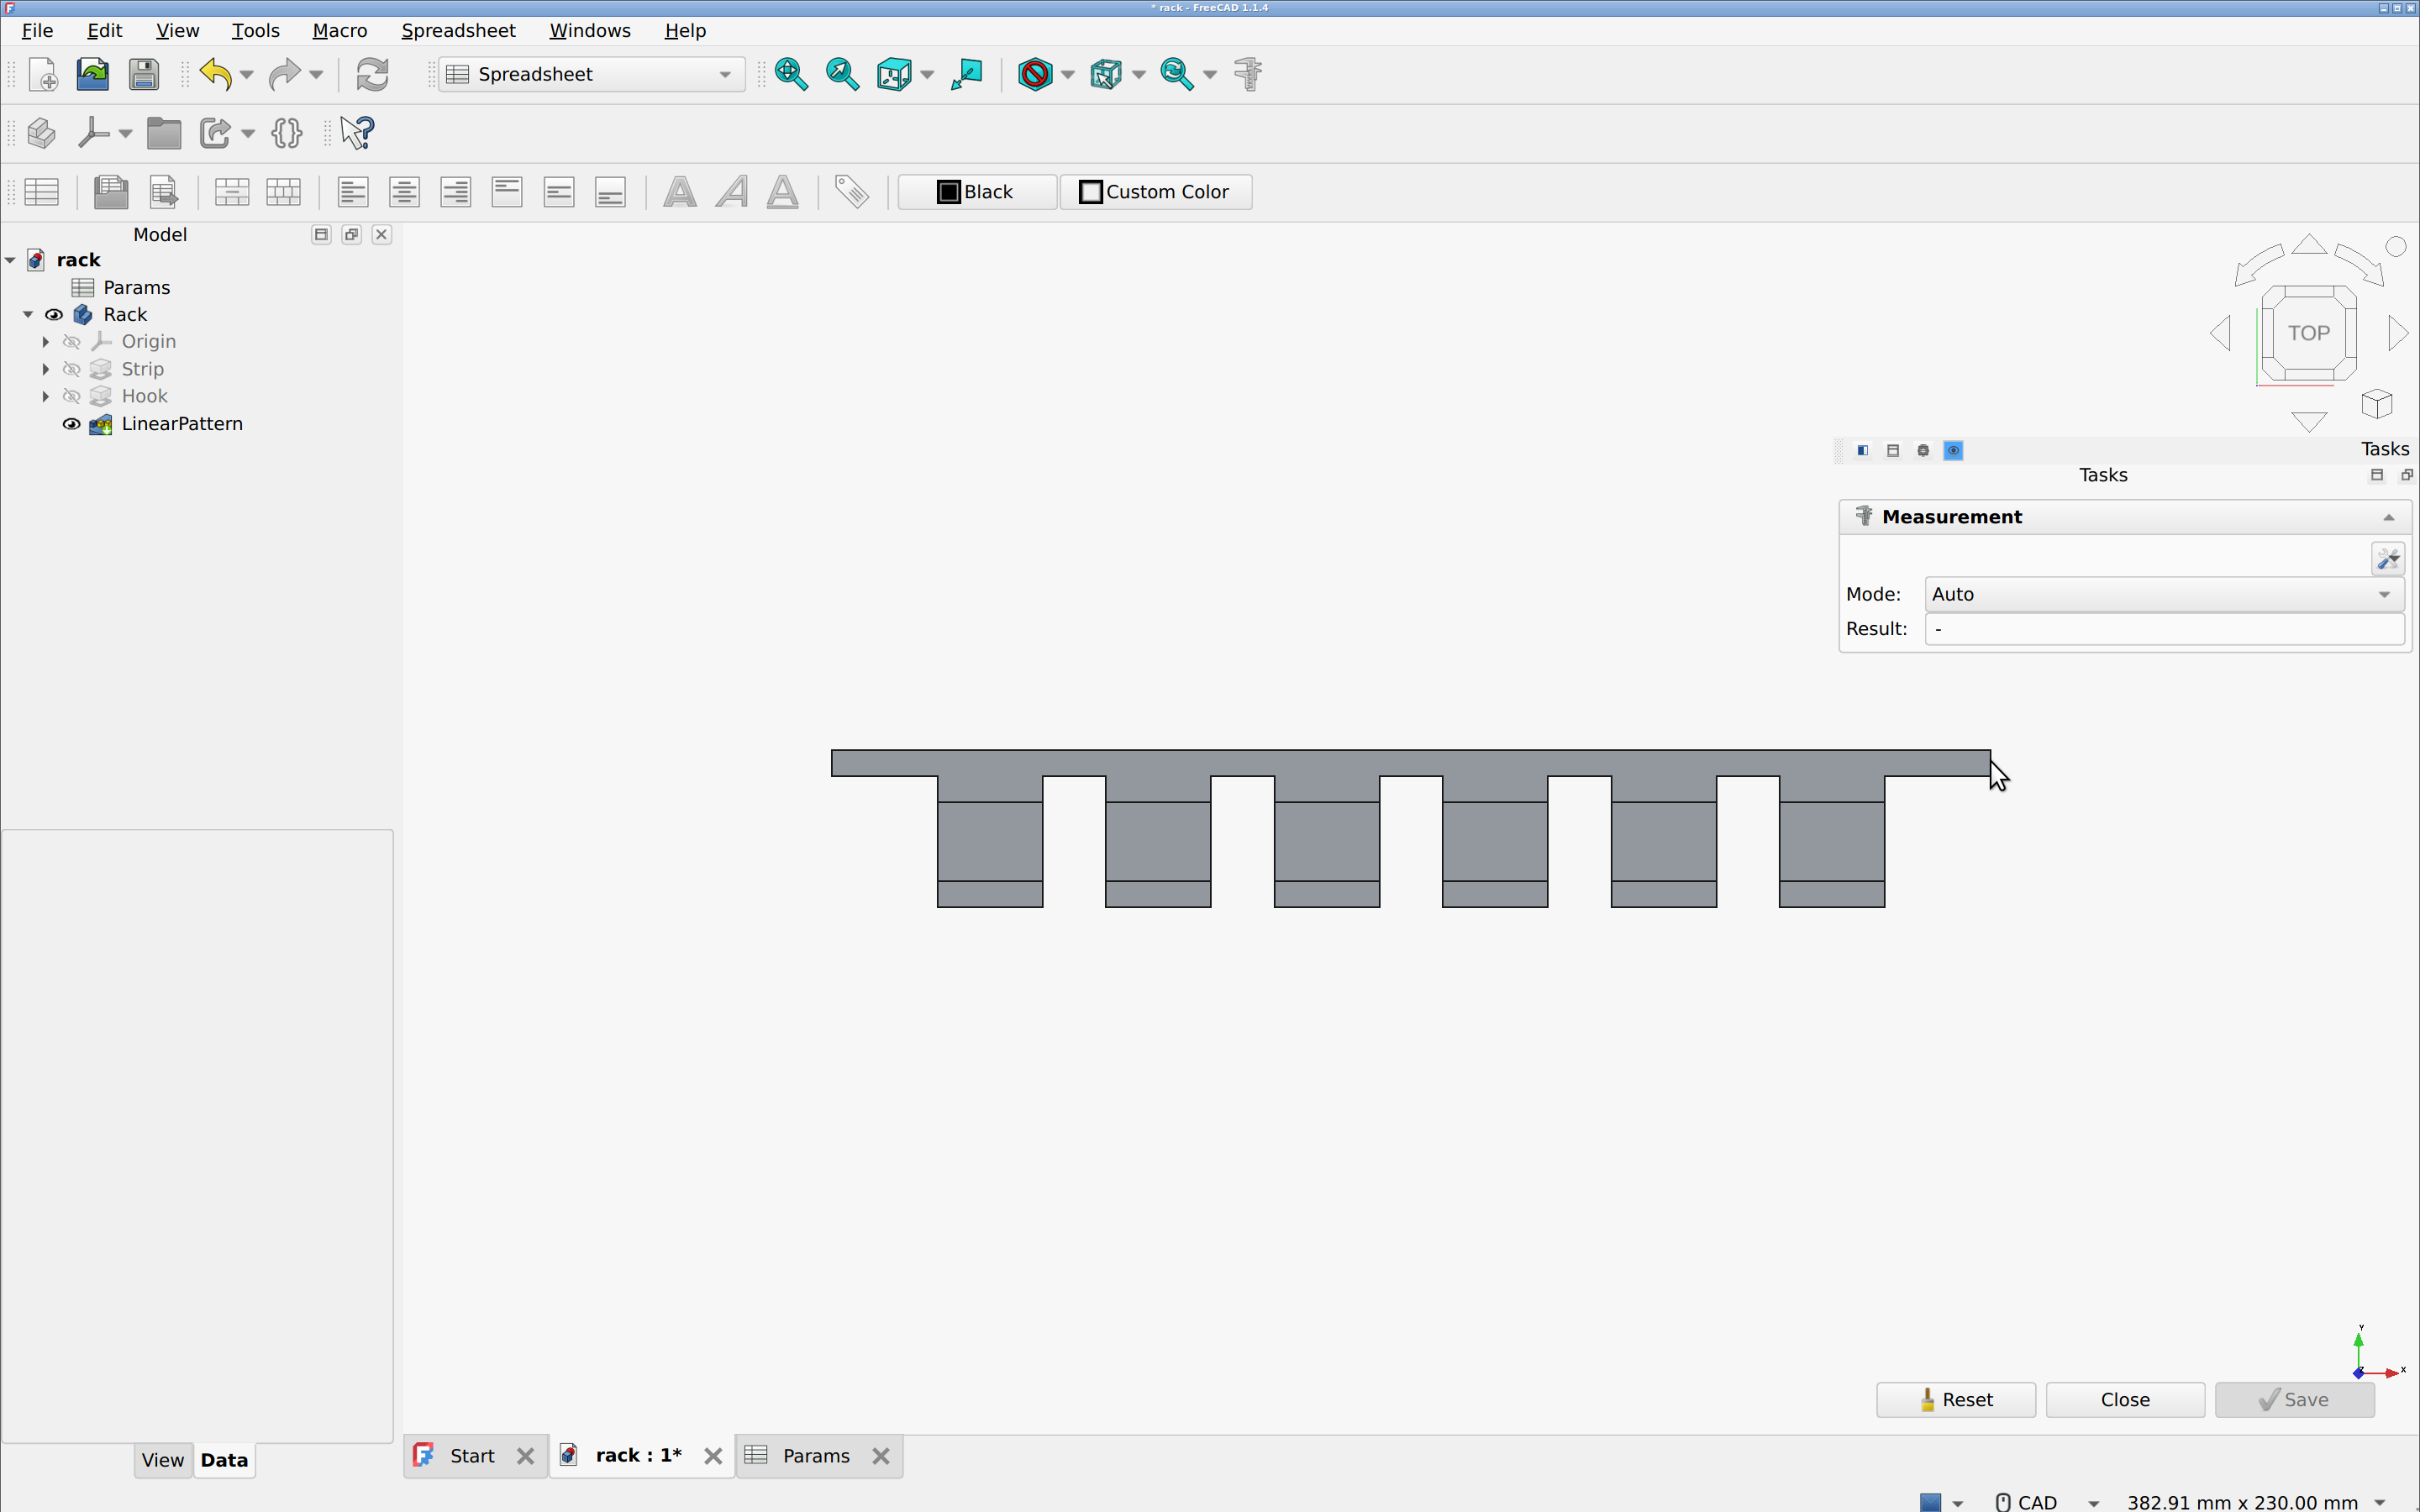 * rack - FreeCAD 1.1.4
File Edit View Tools Macro Spreadsheet Windows Help
Spreadsheet
Black Custom Color
Model
rack
Params
Rack
Origin
Strip
Hook
LinearPattern
TOP
Tasks
Tasks
Measurement
Mode: Auto
Result: -
Y
X
Reset Close Save
View Data
Start rack : 1* Params
CAD 382.91 mm x 230.00 mm